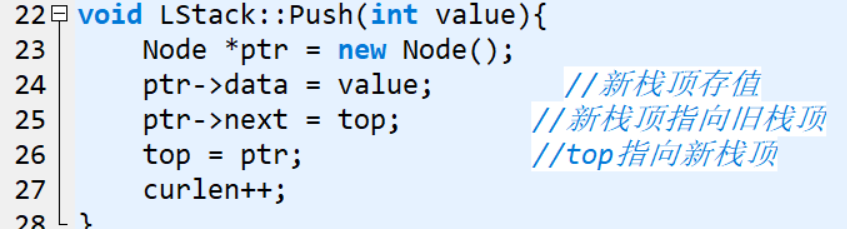 22 void LStack::Push(int value){
23 Node *ptr = new Node();
24 ptr->data = value; //新栈顶存值
25 ptr->next = top; //新栈顶指向旧栈顶
26 top = ptr; //top指向新栈顶
27 curlen++;
28 }